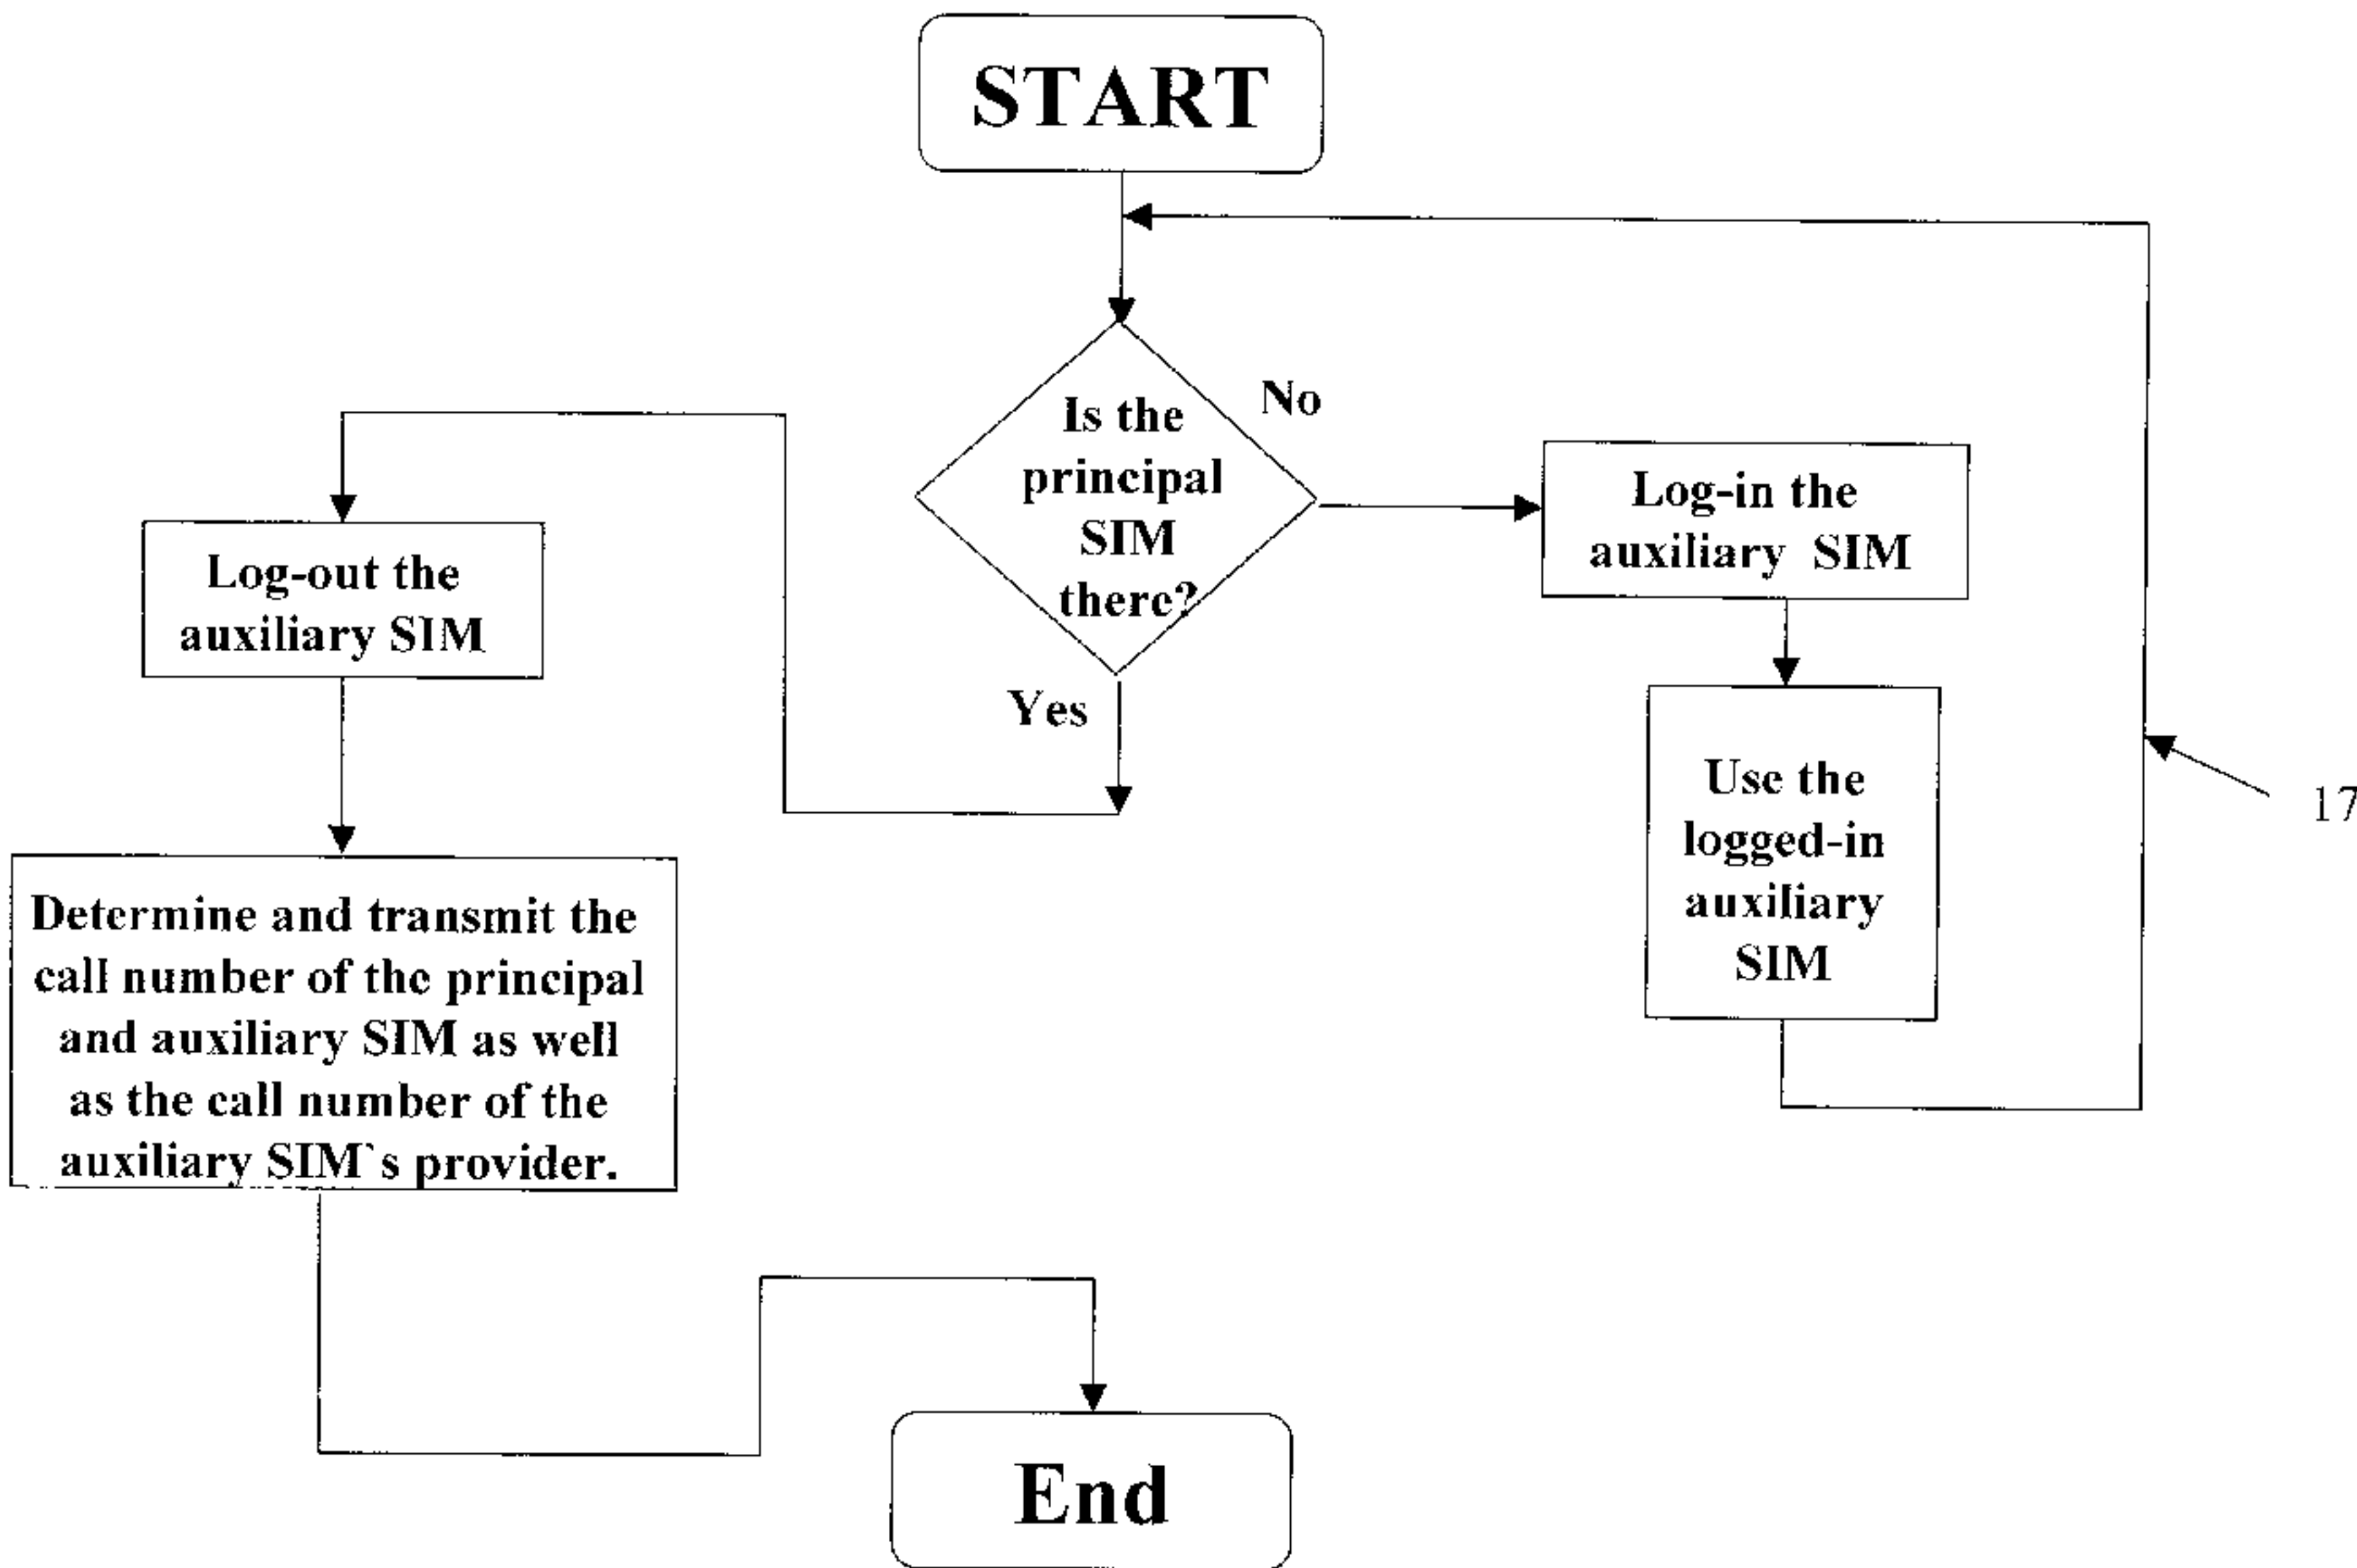 START
Is the
principal
SIM
there?
No
Yes
Log-in the
auxiliary SIM
Use the
logged-in
auxiliary
SIM
17
Log-out the
auxiliary SIM
Determine and transmit the
call number of the principal
and auxiliary SIM as well
as the call number of the
auxiliary SIM`s provider.
End